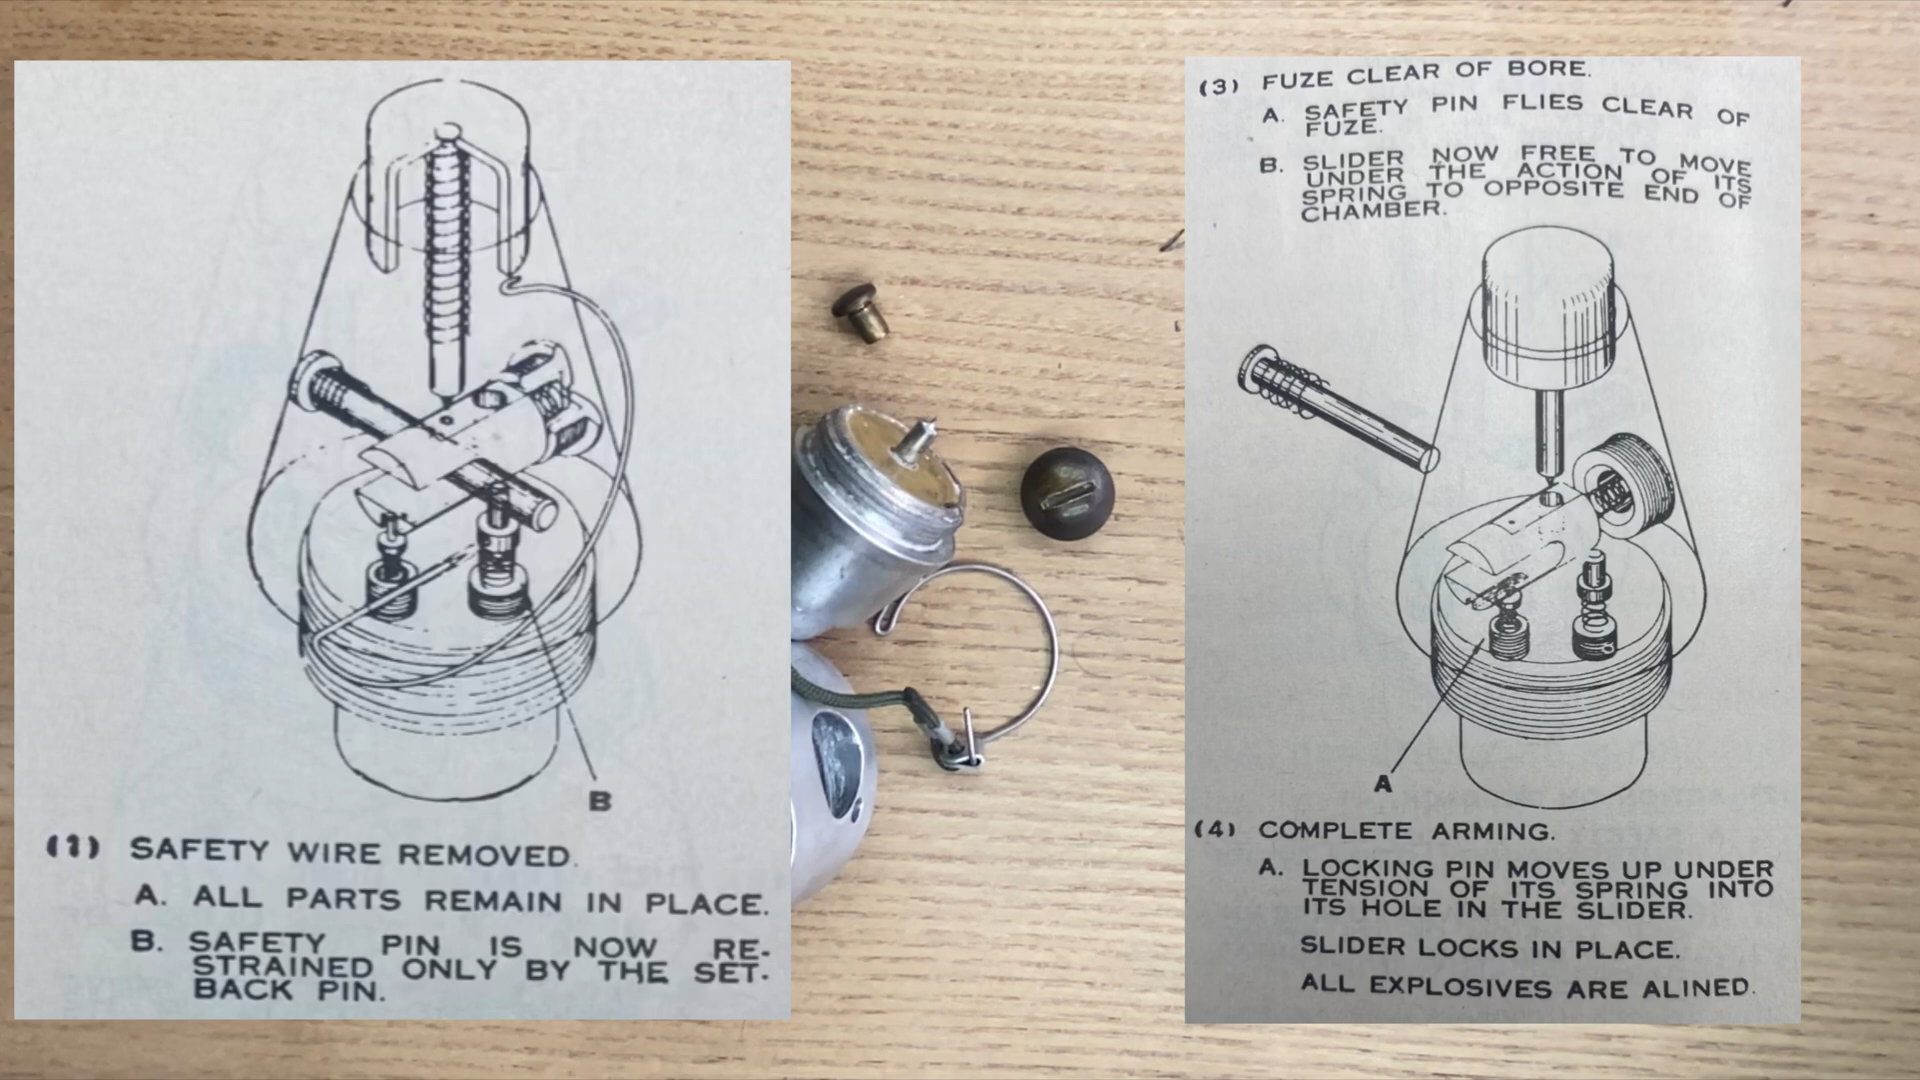 B
(1) SAFETY WIRE REMOVED.
A. ALL PARTS REMAIN IN PLACE.
B. SAFETY PIN IS NOW RE-
STRAINED ONLY BY THE SET-
BACK PIN.
(3) FUZE CLEAR OF BORE.
A. SAFETY PIN FLIES CLEAR OF
FUZE.
B. SLIDER NOW FREE TO MOVE
UNDER THE ACTION OF ITS
SPRING TO OPPOSITE END OF
CHAMBER.
A
(4) COMPLETE ARMING.
A. LOCKING PIN MOVES UP UNDER
TENSION OF ITS SPRING INTO
ITS HOLE IN THE SLIDER.
SLIDER LOCKS IN PLACE.
ALL EXPLOSIVES ARE ALINED.